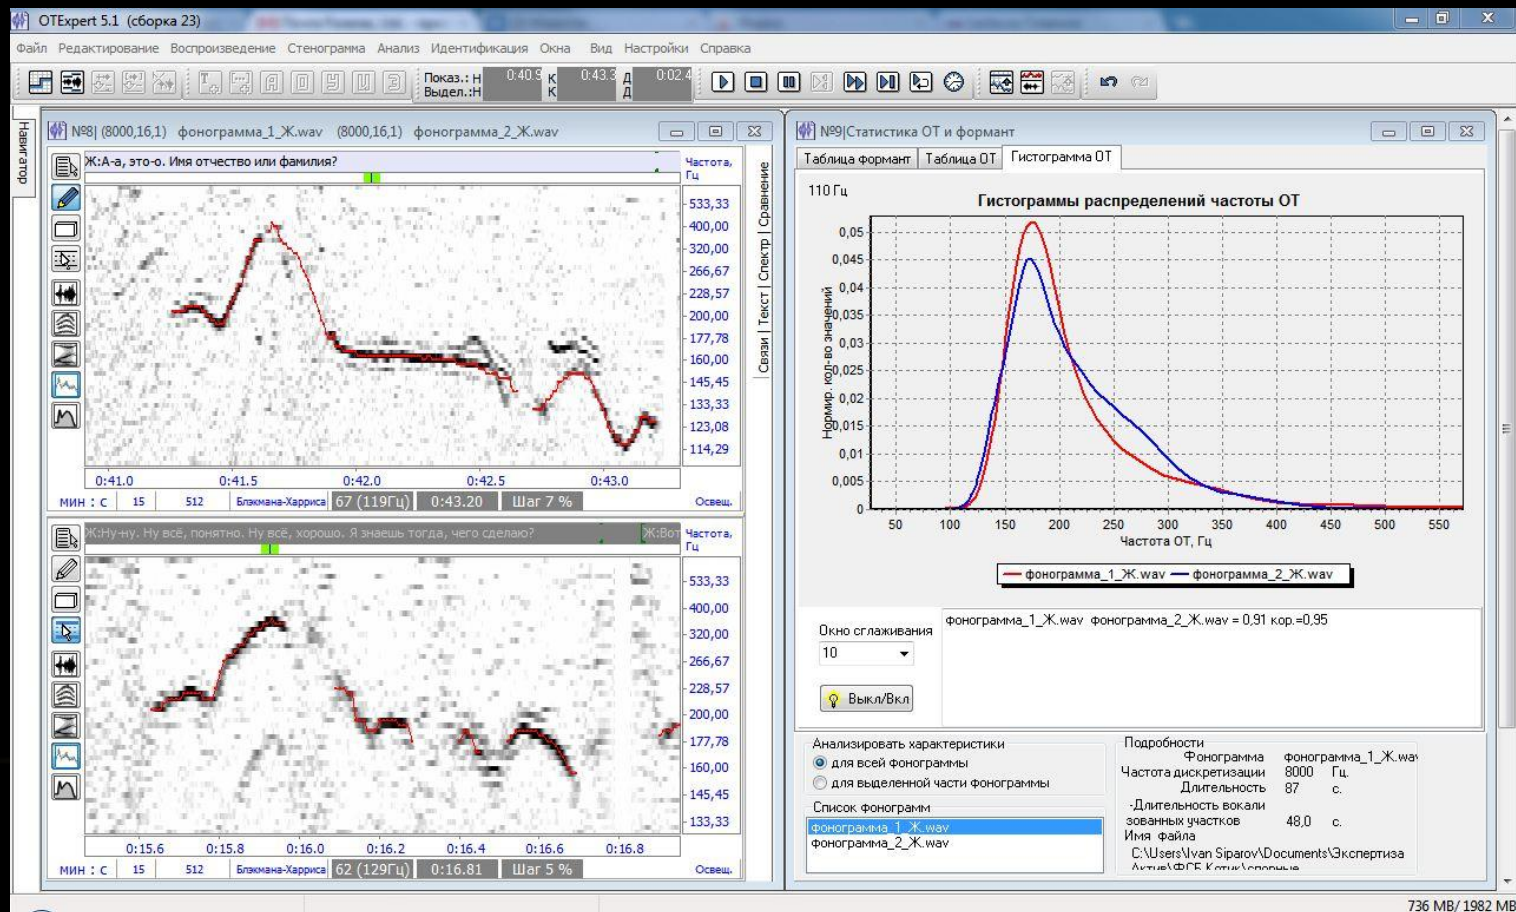 OTExpert 5.1 (сборка 23)
Файл Редактирование Воспроизведение Стенограмма Анализ Идентификация Окна Вид Настройки Справка
Показ.: Н 0:40.9 К 0:43.3 Д 0:02.4
Выдел.:Н К Д
Навигатор
№8| (8000,16,1) фонограмма_1_Ж.wav (8000,16,1) фонограмма_2_Ж.wav
Ж:А-а, это-о. Имя отчество или фамилия?
Частота, Гц
533,33
400,00
320,00
266,67
228,57
200,00
177,78
160,00
145,45
133,33
123,08
114,29
0:41.0 0:41.5 0:42.0 0:42.5 0:43.0
мин : с 15 512 Блэкмана-Харриса 67 (119Гц) 0:43.20 Шаг 7 % Освещ.
Связи | Текст | Спектр | Сравнение
Ж:Ну-ну. Ну всё, понятно. Ну всё, хорошо. Я знаешь тогда, чего сделаю? Ж:Вот
Частота, Гц
533,33
400,00
320,00
266,67
228,57
200,00
177,78
160,00
145,45
133,33
0:15.6 0:15.8 0:16.0 0:16.2 0:16.4 0:16.6 0:16.8
мин : с 15 512 Блэкмана-Харриса 62 (129Гц) 0:16.81 Шаг 5 % Освещ.
№9|Статистика ОТ и формант
Таблица формант Таблица ОТ Гистограмма ОТ
110 Гц
Гистограммы распределений частоты ОТ
Нормир кол-во значений
0,05
0,045
0,04
0,035
0,03
0,025
0,02
0,015
0,01
0,005
0
50 100 150 200 250 300 350 400 450 500 550
Частота ОТ, Гц
фонограмма_1_Ж.wav фонограмма_2_Ж.wav
Окно сглаживания
10
Выкл/Вкл
фонограмма_1_Ж.wav фонограмма_2_Ж.wav = 0,91 кор.=0,95
Анализировать характеристики
для всей фонограммы
для выделенной части фонограммы
Список фонограмм
фонограмма_1_Ж.wav
фонограмма_2_Ж.wav
Подробности
Фонограмма фонограмма_1_Ж.wav
Частота дискретизации 8000 Гц.
Длительность 87 с.
-Длительность вокали
зованных участков 48,0 с.
Имя файла
C:\Users\Ivan Siparov\Documents\Экспертиза
736 MB/ 1982 MB